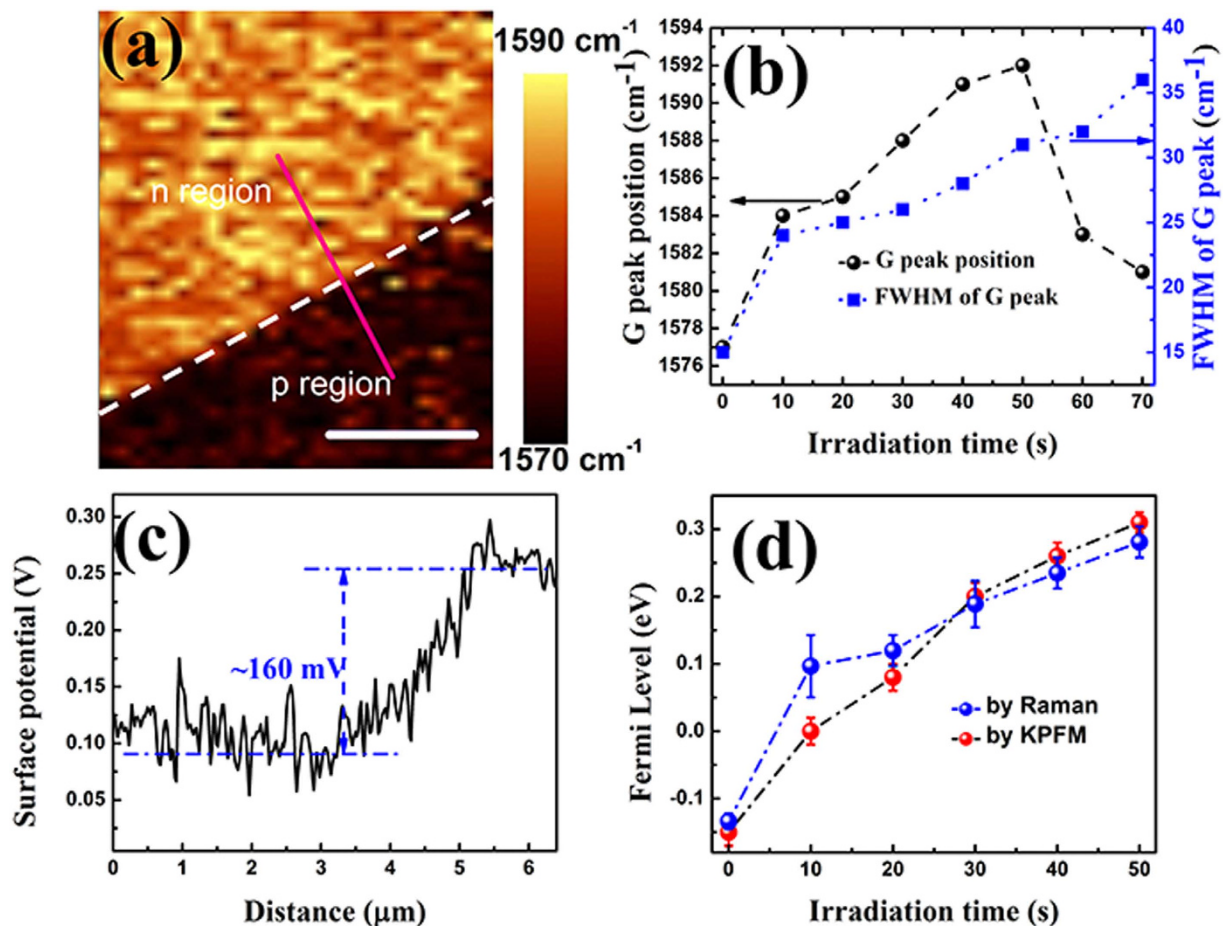 (a)
1590 cm-1
n region
p region
1570 cm-1
(b)
G peak position (cm-1)
1594
1592
1590
1588
1586
1584
1582
1580
1578
1576
0 10 20 30 40 50 60 70
Irradiation time (s)
G peak position
FWHM of G peak
40
35
30
25
20
15
FWHM of G peak (cm-1)
(c)
Surface potential (V)
0.30
0.25
0.20
0.15
0.10
0.05
~160 mV
0 1 2 3 4 5 6
Distance (μm)
(d)
Fermi Level (eV)
0.3
0.2
0.1
0.0
-0.1
by Raman
by KPFM
0 10 20 30 40 50
Irradiation time (s)